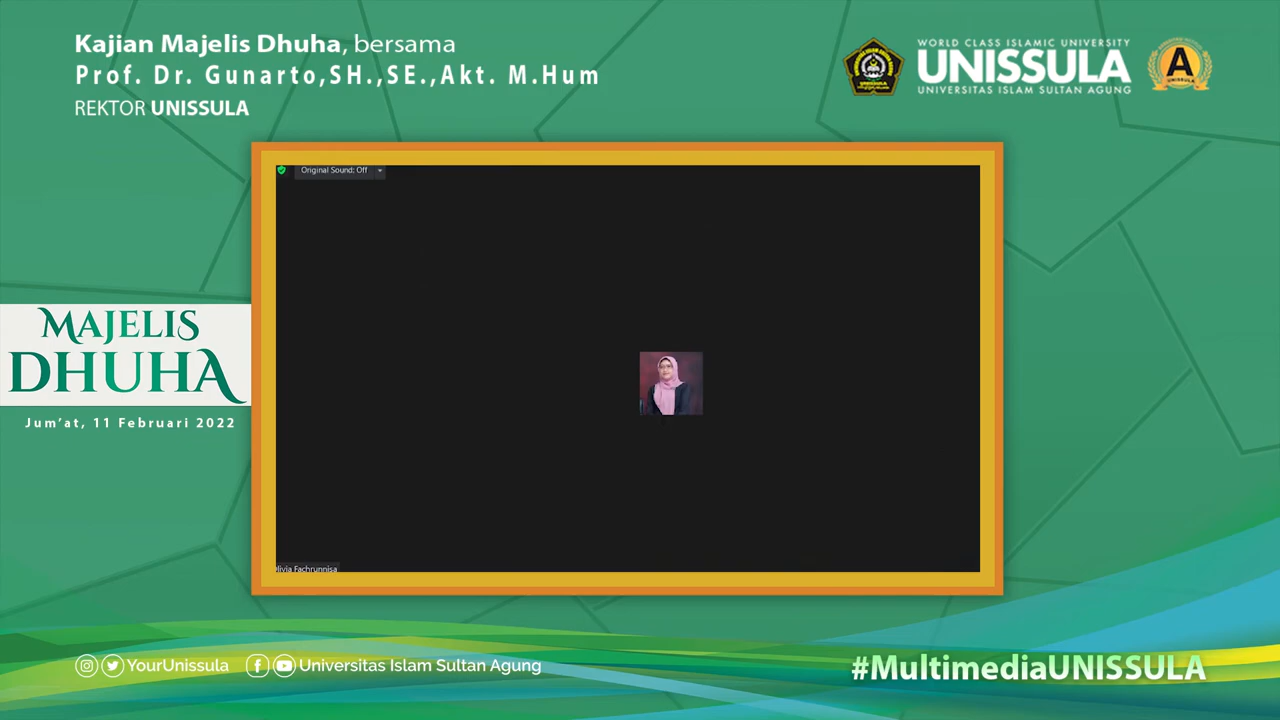 Kajian Majelis Dhuha, bersama
Prof. Dr. Gunarto,SH.,SE.,Akt. M.Hum
REKTOR UNISSULA
WORLD CLASS ISLAMIC UNIVERSITY
UNISSULA
UNIVERSITAS ISLAM SULTAN AGUNG
A
UNISSULA
Original Sound: Off
MAJELIS
DHUHA
Jum'at, 11 Februari 2022
Olivia Fachrunnisa
YourUnissula
Universitas Islam Sultan Agung
#MultimediaUNISSULA